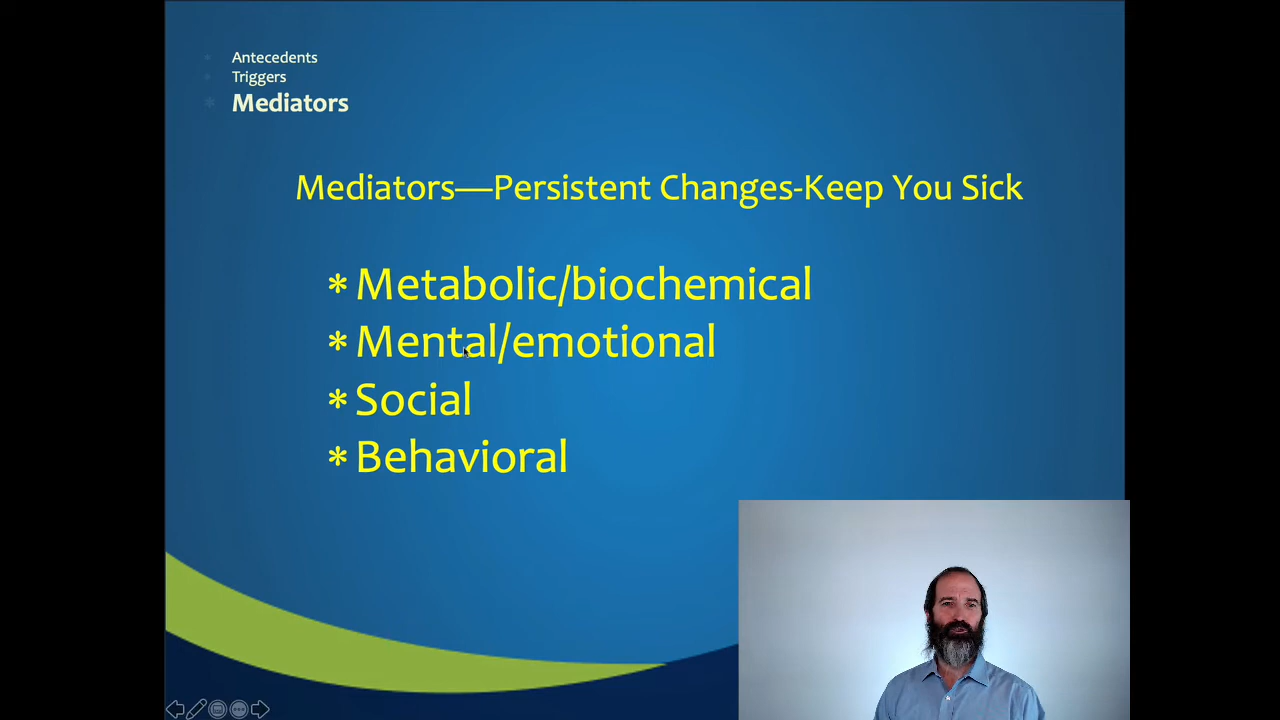 Antecedents
Triggers
Mediators
Mediators—Persistent Changes-Keep You Sick
* Metabolic/biochemical
* Mental/emotional
* Social
* Behavioral